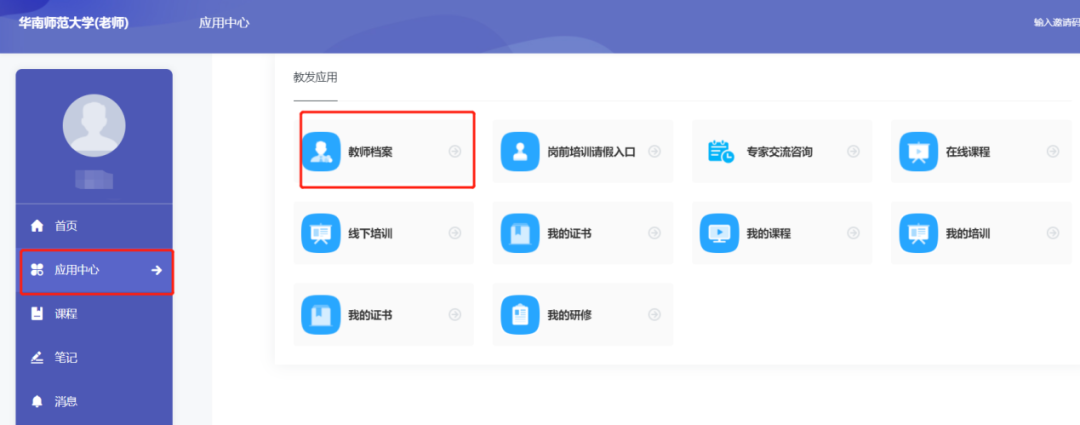 华南师范大学(老师) 应用中心 输入邀请码
教发应用
教师档案 岗前培训请假入口 专家交流咨询 在线课程
首页
线下培训 我的证书 我的课程 我的培训
应用中心
课程
我的证书 我的研修
笔记
消息